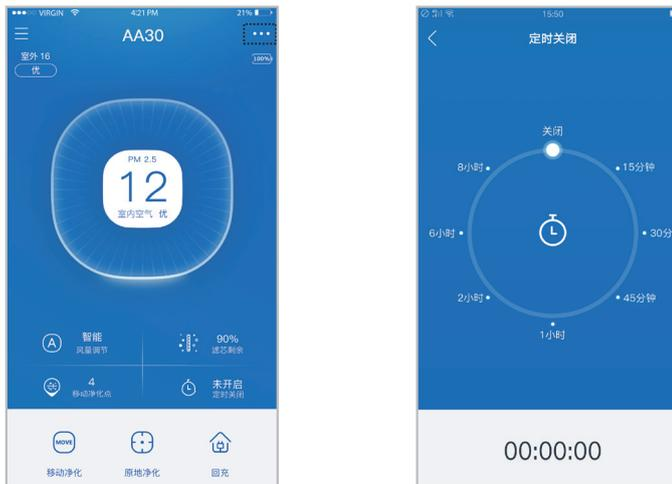 VIRGIN 4:21 PM 21%
AA30
室外 16
优
100%
PM 2.5
12
室内空气 优
A 智能
风量调节
90%
滤芯剩余
4
移动净化点
未开启
定时关闭
MOVE
移动净化
原地净化
回充
15:50
定时关闭
关闭
8小时
15分钟
6小时
30分
2小时
45分钟
1小时
00:00:00